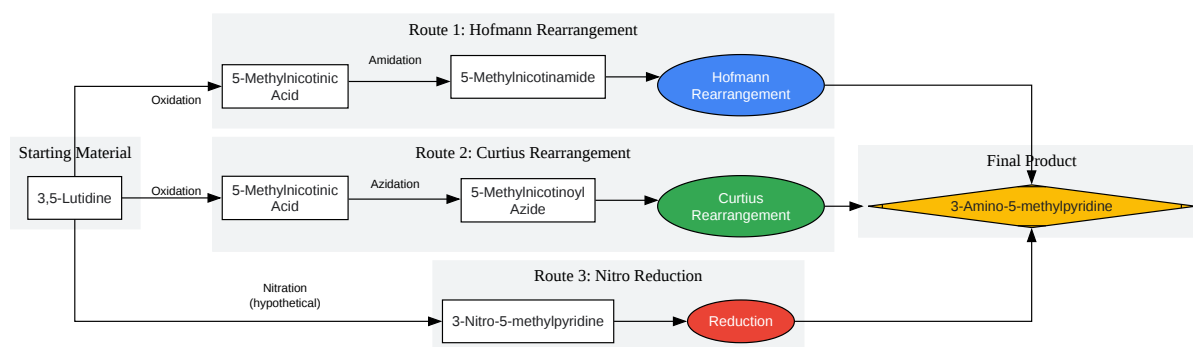 Route 1: Hofmann Rearrangement
Amidation
5-Methylnicotinic
Acid
5-Methylnicotinamide
Hofmann
Rearrangement
Oxidation
Starting Material
3,5-Lutidine
Route 2: Curtius Rearrangement
Oxidation
5-Methylnicotinic
Acid
Azidation
5-Methylnicotinoyl
Azide
Curtius
Rearrangement
Final Product
3-Amino-5-methylpyridine
Route 3: Nitro Reduction
Nitration
(hypothetical)
3-Nitro-5-methylpyridine
Reduction